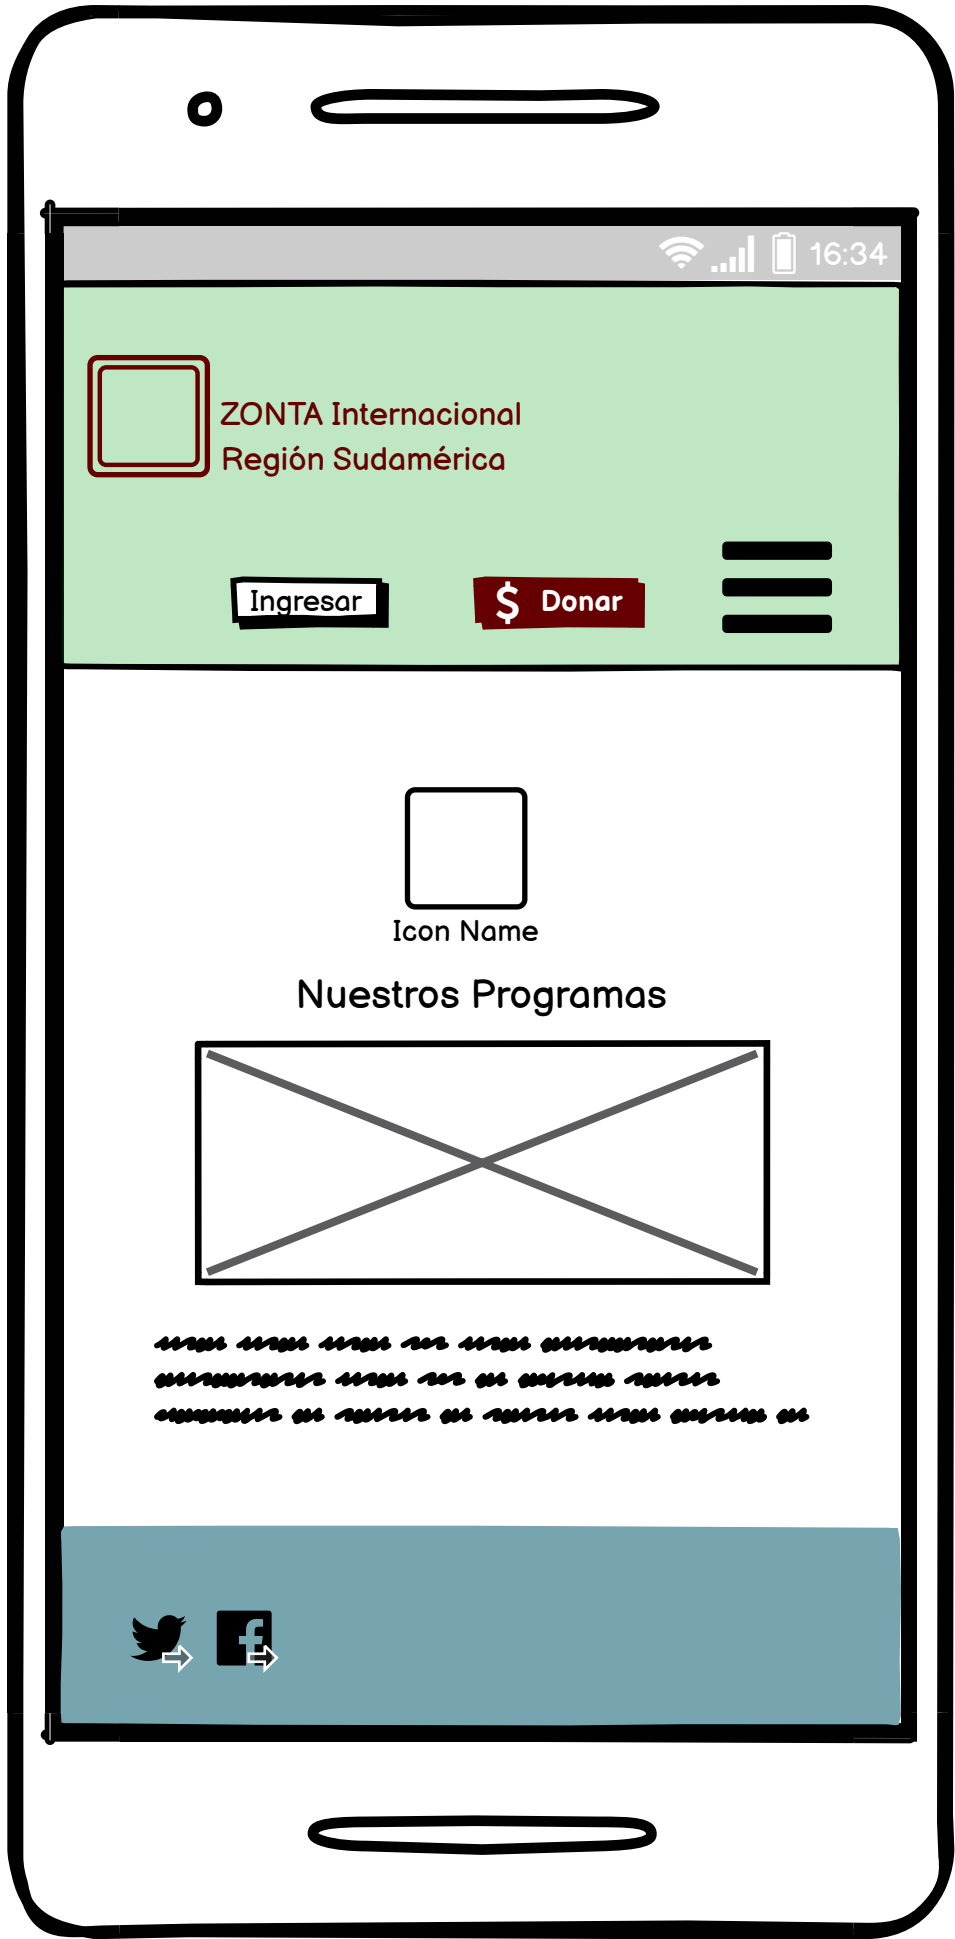 16:34
ZONTA Internacional
Región Sudamérica
Ingresar
$ Donar
Icon Name
Nuestros Programas